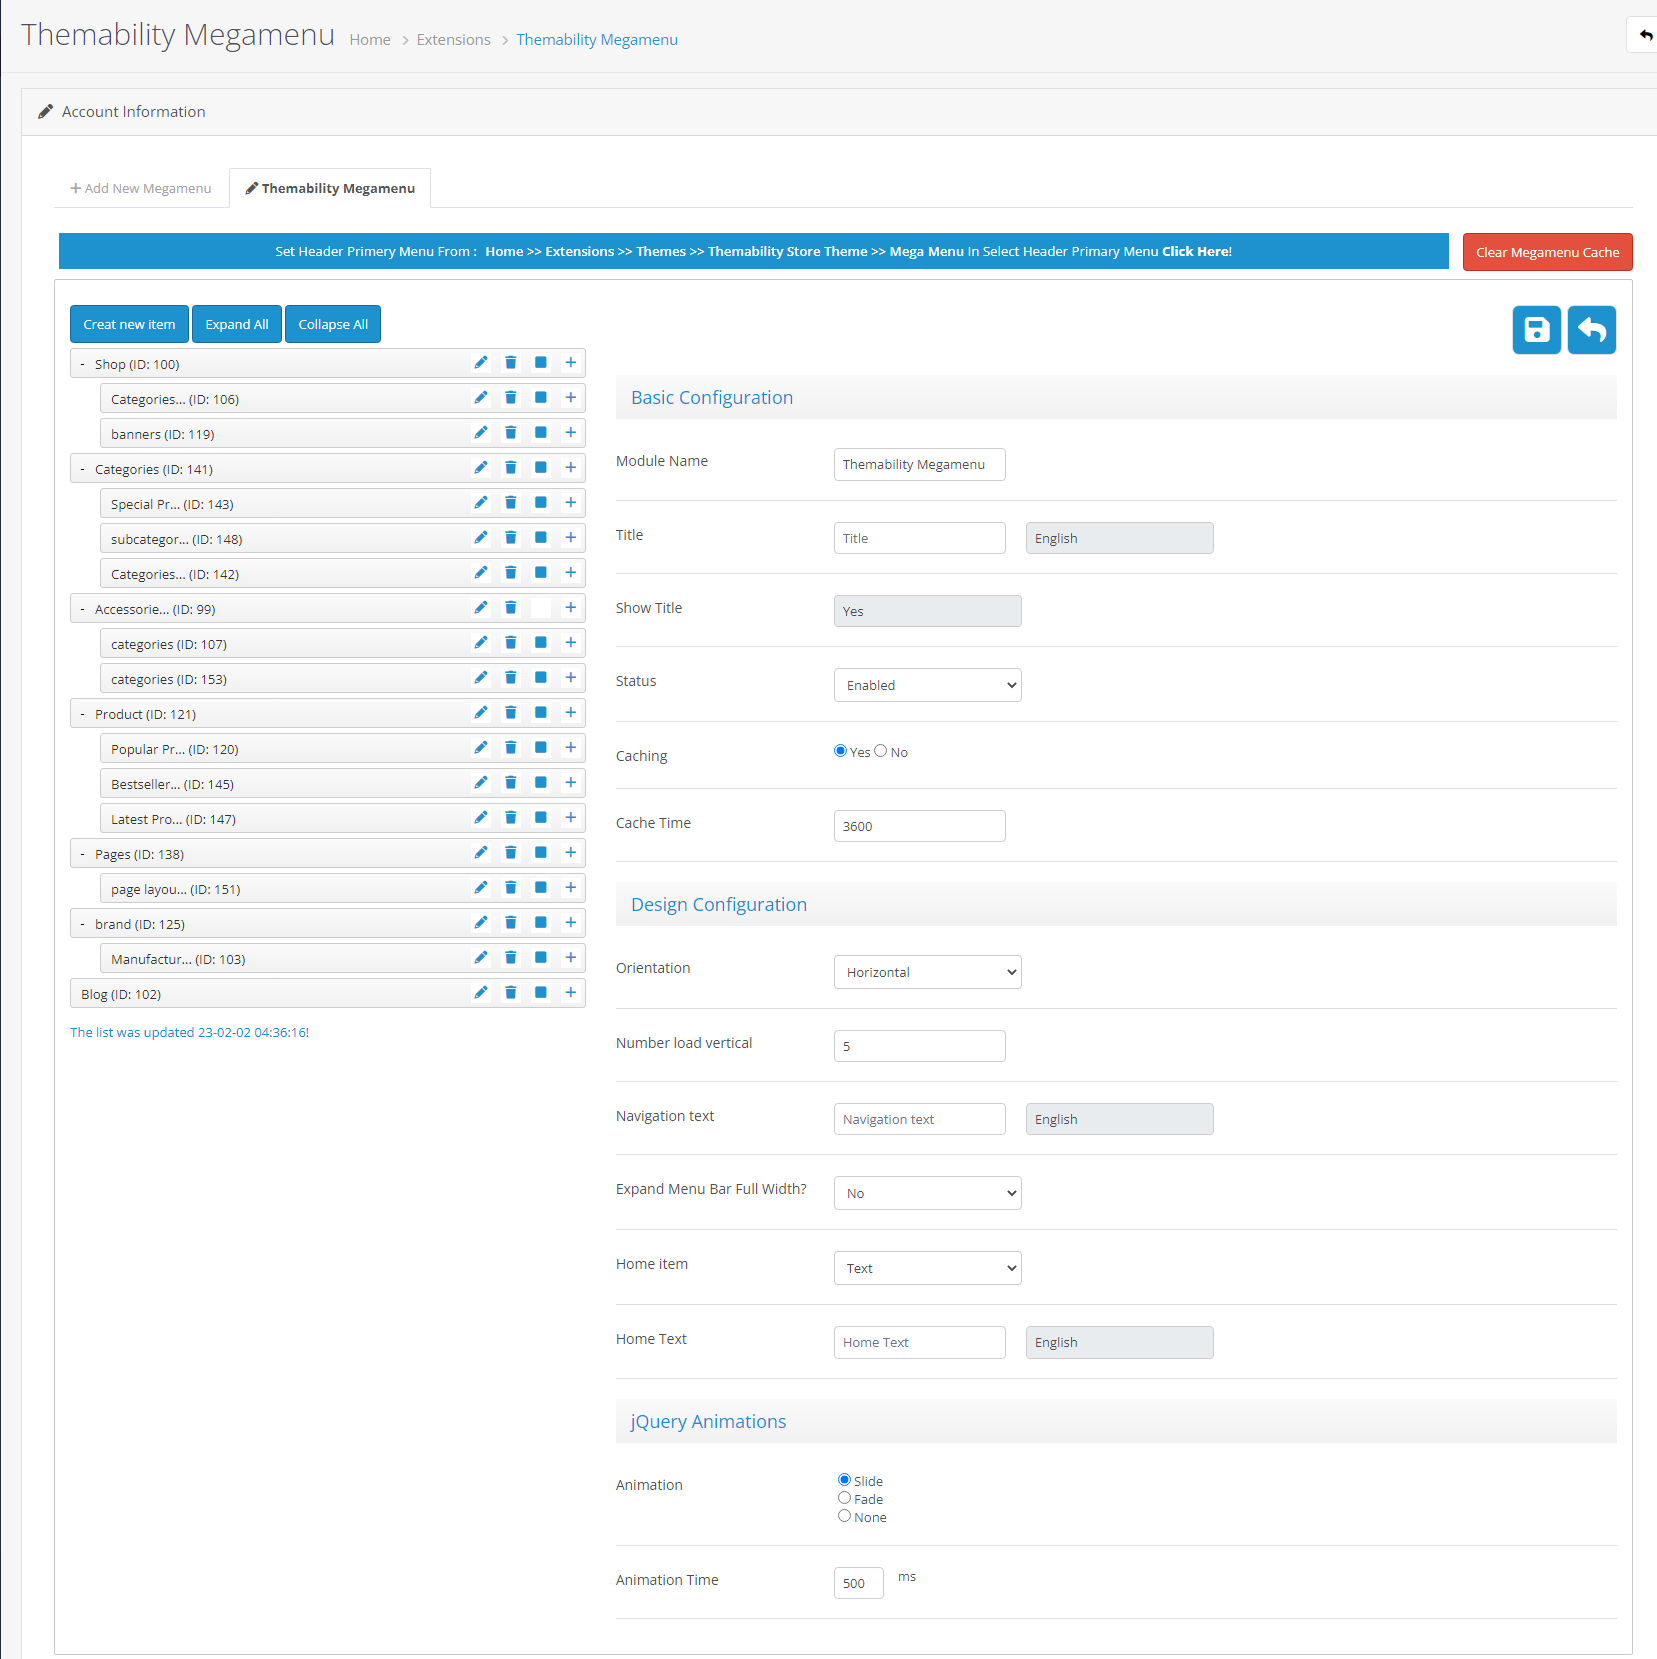 Themability Megamenu Home > Extensions > Themability Megamenu
Account Information
+ Add New Megamenu Themability Megamenu
Set Header Primery Menu From : Home >> Extensions >> Themes >> Themability Store Theme >> Mega Menu In Select Header Primary Menu Click Here!
Clear Megamenu Cache
Creat new item Expand All Collapse All
- Shop (ID: 100)
Categories... (ID: 106)
banners (ID: 119)
- Categories (ID: 141)
Special Pr... (ID: 143)
subcategor... (ID: 148)
Categories... (ID: 142)
- Accessorie... (ID: 99)
categories (ID: 107)
categories (ID: 153)
- Product (ID: 121)
Popular Pr... (ID: 120)
Bestseller... (ID: 145)
Latest Pro... (ID: 147)
- Pages (ID: 138)
page layou... (ID: 151)
- brand (ID: 125)
Manufactur... (ID: 103)
Blog (ID: 102)
The list was updated 23-02-02 04:36:16!
Basic Configuration
Module Name Themability Megamenu
Title Title English
Show Title Yes
Status Enabled
Caching Yes No
Cache Time 3600
Design Configuration
Orientation Horizontal
Number load vertical 5
Navigation text Navigation text English
Expand Menu Bar Full Width? No
Home item Text
Home Text Home Text English
jQuery Animations
Animation Slide
Fade
None
Animation Time 500 ms